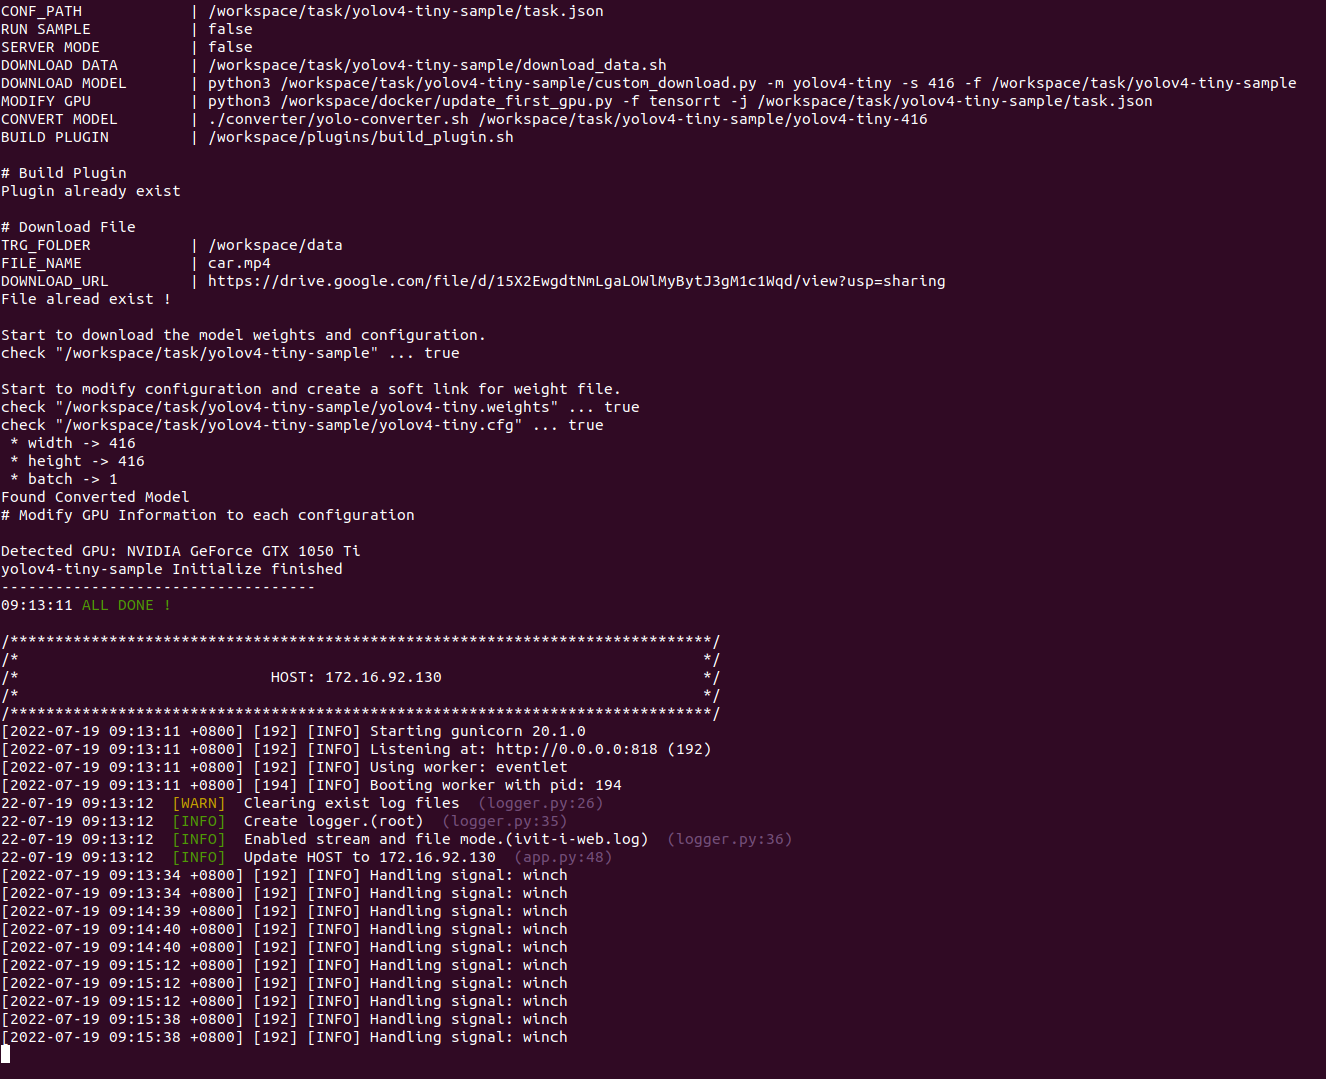 CONF_PATH            | /workspace/task/yolov4-tiny-sample/task.json
RUN SAMPLE           | false
SERVER MODE          | false
DOWNLOAD DATA        | /workspace/task/yolov4-tiny-sample/download_data.sh
DOWNLOAD MODEL       | python3 /workspace/task/yolov4-tiny-sample/custom_download.py -m yolov4-tiny -s 416 -f /workspace/task/yolov4-tiny-sample
MODIFY GPU           | python3 /workspace/docker/update_first_gpu.py -f tensorrt -j /workspace/task/yolov4-tiny-sample/task.json
CONVERT MODEL        | ./converter/yolo-converter.sh /workspace/task/yolov4-tiny-sample/yolov4-tiny-416
BUILD PLUGIN         | /workspace/plugins/build_plugin.sh

# Build Plugin
Plugin already exist

# Download File
TRG_FOLDER           | /workspace/data
FILE_NAME            | car.mp4
DOWNLOAD_URL         | https://drive.google.com/file/d/15X2EwgdtNmLgaLOWlMyBytJ3gM1c1Wqd/view?usp=sharing
File alread exist !

Start to download the model weights and configuration.
check "/workspace/task/yolov4-tiny-sample" ... true

Start to modify configuration and create a soft link for weight file.
check "/workspace/task/yolov4-tiny-sample/yolov4-tiny.weights" ... true
check "/workspace/task/yolov4-tiny-sample/yolov4-tiny.cfg" ... true
 * width -> 416
 * height -> 416
 * batch -> 1
Found Converted Model
# Modify GPU Information to each configuration

Detected GPU: NVIDIA GeForce GTX 1050 Ti
yolov4-tiny-sample Initialize finished
-----------------------------------
09:13:11 ALL DONE !

/******************************************************************************/
/*                                                                            */
/*                            HOST: 172.16.92.130                             */
/*                                                                            */
/******************************************************************************/
[2022-07-19 09:13:11 +0800] [192] [INFO] Starting gunicorn 20.1.0
[2022-07-19 09:13:11 +0800] [192] [INFO] Listening at: http://0.0.0.0:818 (192)
[2022-07-19 09:13:11 +0800] [192] [INFO] Using worker: eventlet
[2022-07-19 09:13:11 +0800] [194] [INFO] Booting worker with pid: 194
22-07-19 09:13:12  [WARN]  Clearing exist log files  (logger.py:26)
22-07-19 09:13:12  [INFO]  Create logger.(root)  (logger.py:35)
22-07-19 09:13:12  [INFO]  Enabled stream and file mode.(ivit-i-web.log)  (logger.py:36)
22-07-19 09:13:12  [INFO]  Update HOST to 172.16.92.130  (app.py:48)
[2022-07-19 09:13:34 +0800] [192] [INFO] Handling signal: winch
[2022-07-19 09:13:34 +0800] [192] [INFO] Handling signal: winch
[2022-07-19 09:14:39 +0800] [192] [INFO] Handling signal: winch
[2022-07-19 09:14:40 +0800] [192] [INFO] Handling signal: winch
[2022-07-19 09:14:40 +0800] [192] [INFO] Handling signal: winch
[2022-07-19 09:15:12 +0800] [192] [INFO] Handling signal: winch
[2022-07-19 09:15:12 +0800] [192] [INFO] Handling signal: winch
[2022-07-19 09:15:12 +0800] [192] [INFO] Handling signal: winch
[2022-07-19 09:15:38 +0800] [192] [INFO] Handling signal: winch
[2022-07-19 09:15:38 +0800] [192] [INFO] Handling signal: winch